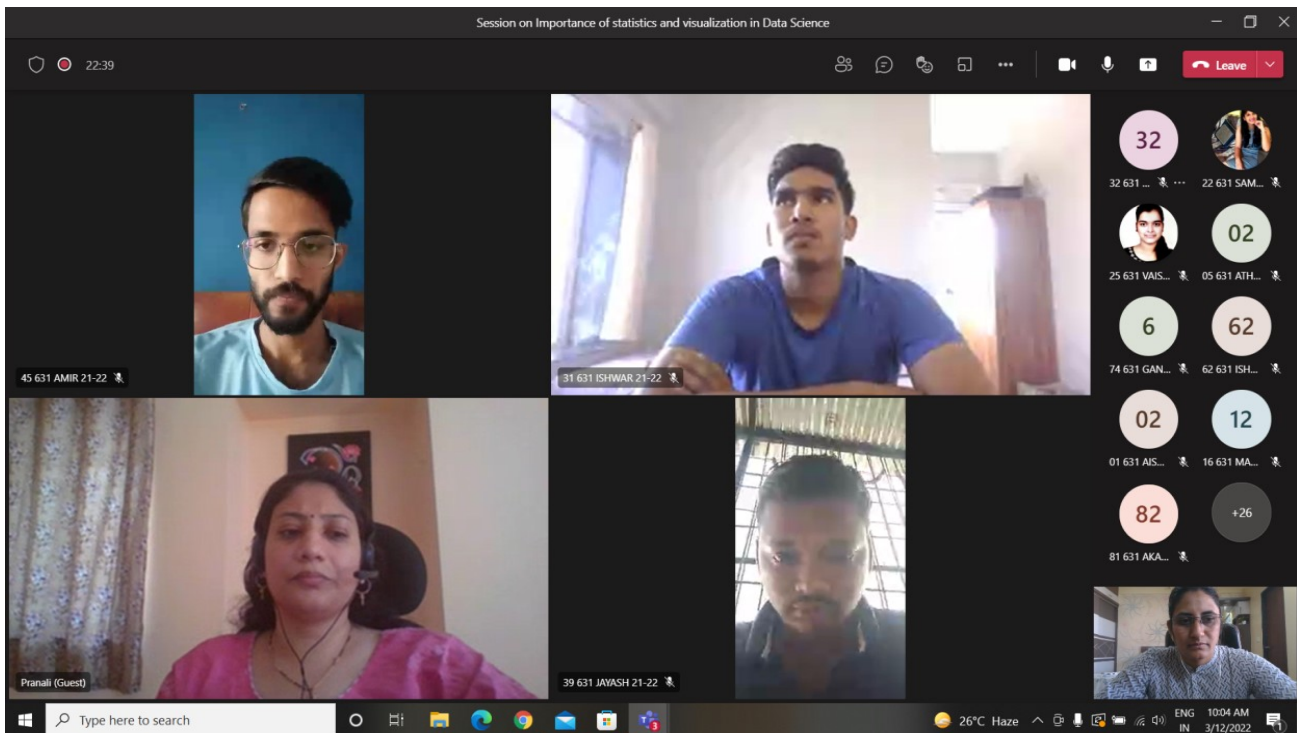 Session on Importance of statistics and visualization in Data Science
22:39
Leave
45 631 AMIR 21-22
31 631 ISHWAR 21-22
Pranali (Guest)
39 631 JAYASH 21-22
32
32 631 ...
22 631 SAM...
25 631 VAIS...
02
05 631 ATH...
6
74 631 GAN...
62
62 631 ISH...
02
01 631 AIS...
12
16 631 MA...
82
81 631 AKA...
+26
Type here to search
3
26°C Haze
ENG
IN
10:04 AM
3/12/2022
1